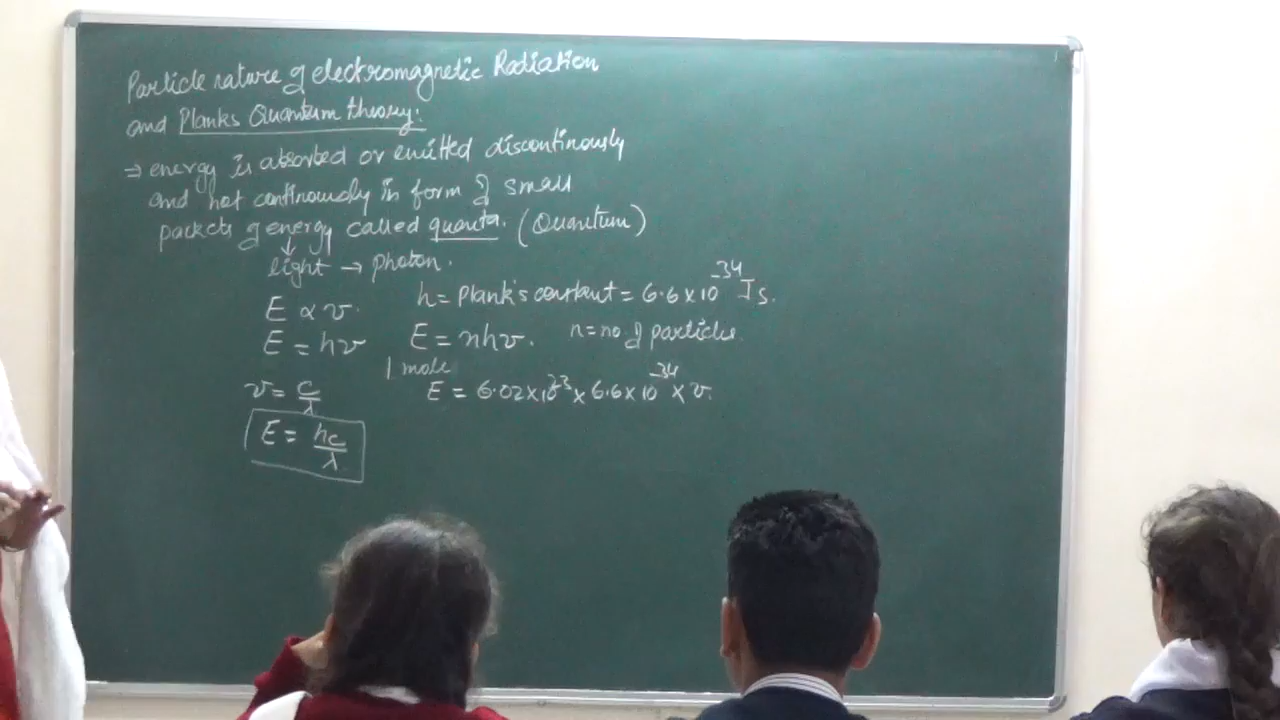 Particle nature of electromagnetic Radiation
and Planks Quantum theory:
⇒ energy is absorbed or emitted discontinously
and not continously in form of small
packets of energy called quanta. (Quantum)
↓
light → photon.
E ∝ ν.
h = Plank's constant = 6.6 × 10⁻³⁴ Js.
E = hν
E = nhν.
n = no of particles.
1 mole
ν = c/λ
E = 6.02 × 10²³ × 6.6 × 10⁻³⁴ × ν.
E = hc/λ